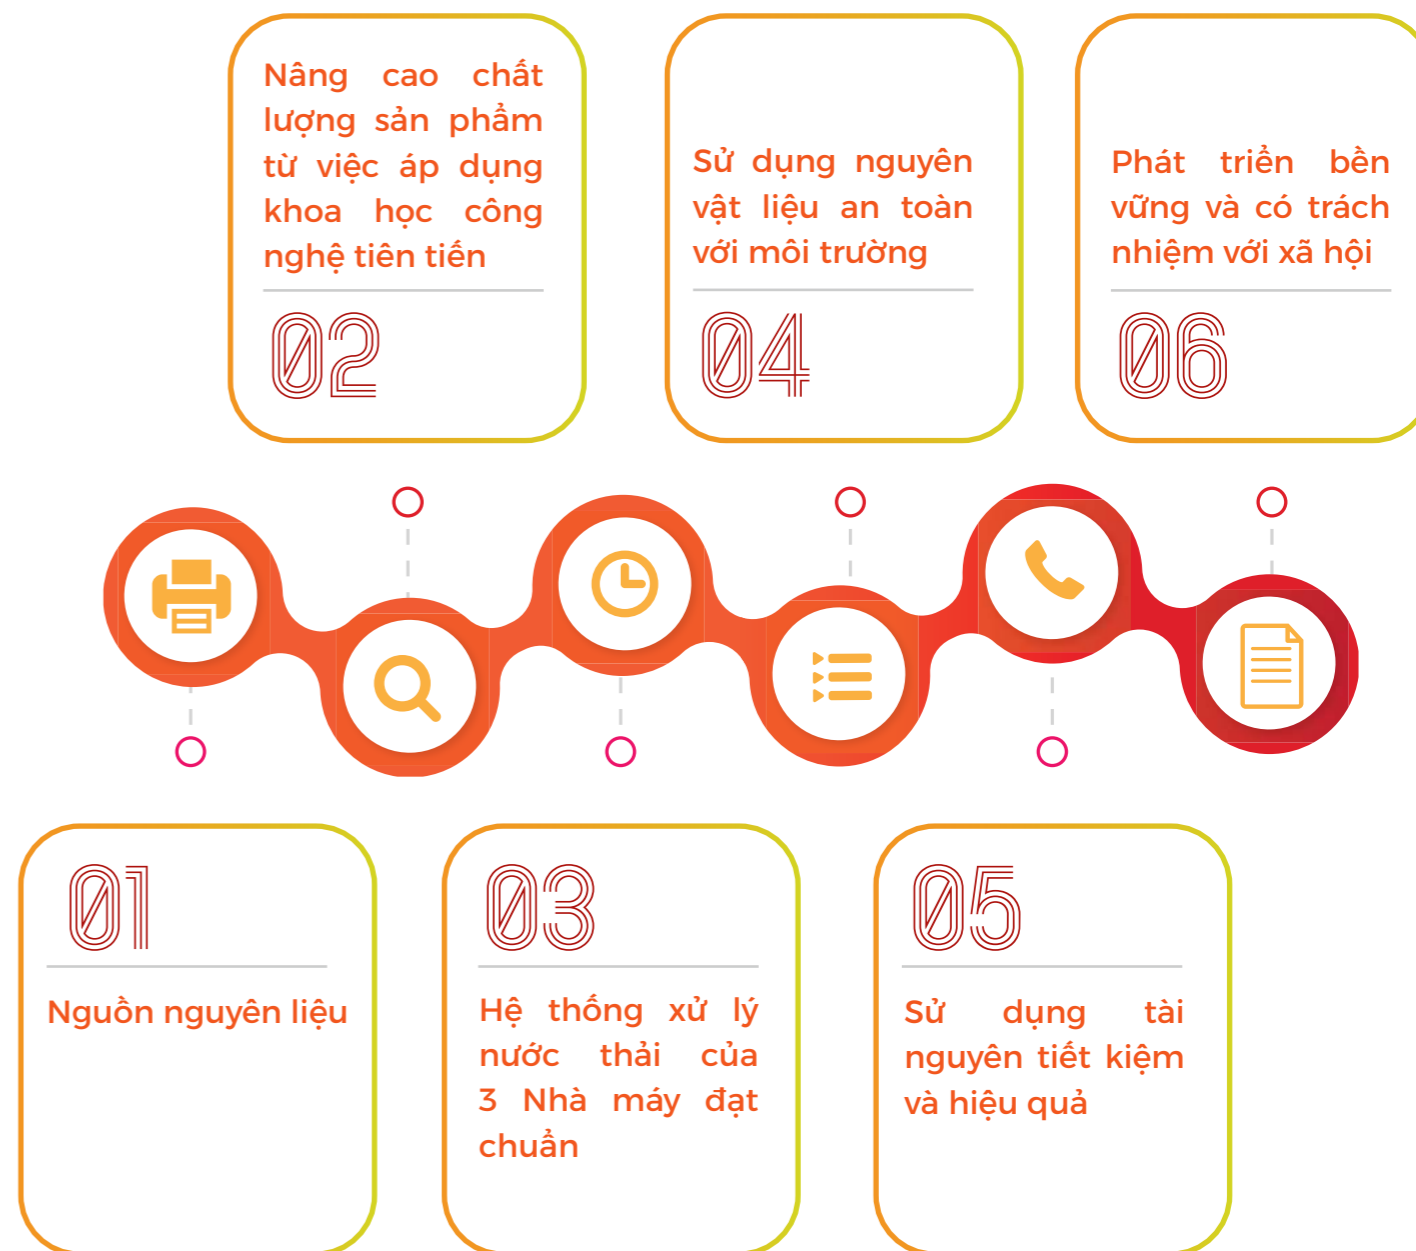 Nâng cao chất
lượng sản phẩm
từ việc áp dụng
khoa học công
nghệ tiên tiến
02
Sử dụng nguyên
vật liệu an toàn
với môi trường
04
Phát triển bền
vững và có trách
nhiệm với xã hội
06
01
Nguồn nguyên liệu
03
Hệ thống xử lý
nước thải của
3 Nhà máy đạt
chuẩn
05
Sử dụng tài
nguyên tiết kiệm
và hiệu quả